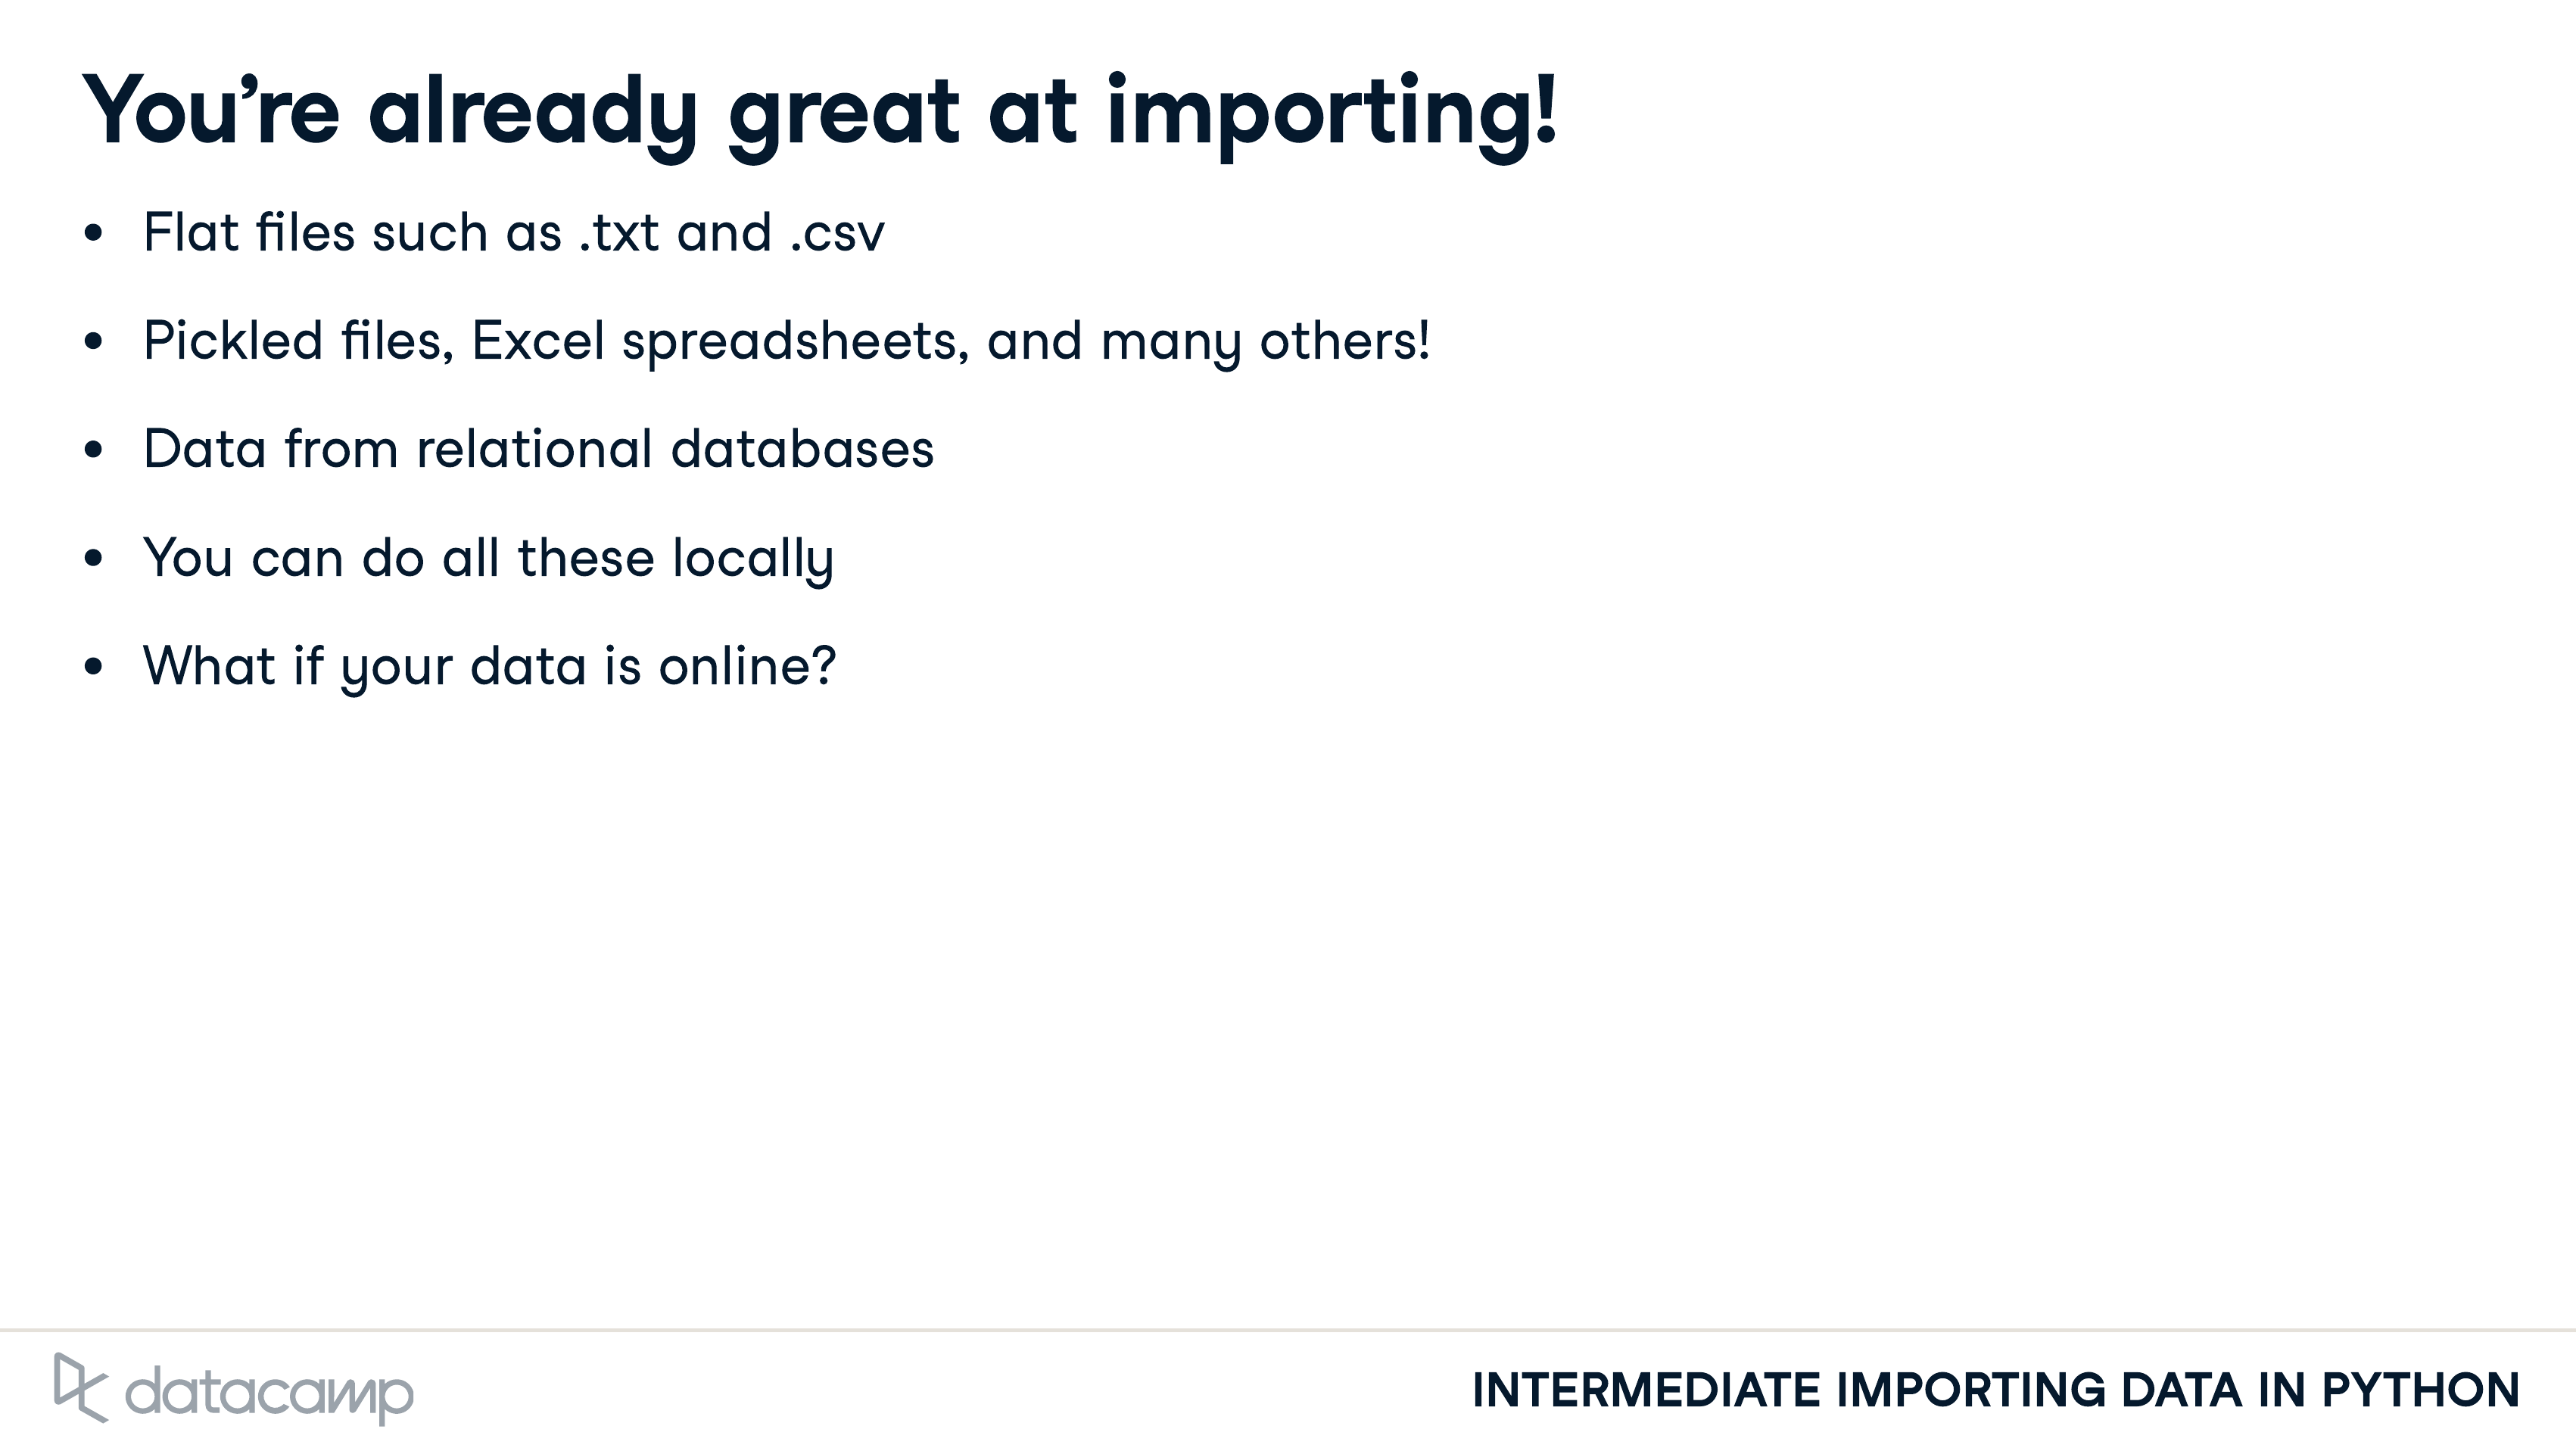 You’re already great at importing!
• Flat files such as .txt and .csv
• Pickled files, Excel spreadsheets, and many others!
• Data from relational databases
• You can do all these locally
• What if your data is online?
datacamp
INTERMEDIATE IMPORTING DATA IN PYTHON